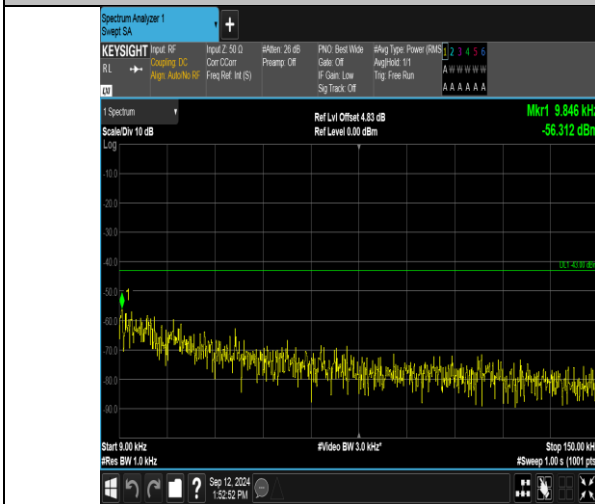 Spectrum Analyzer 1
Swept SA
+
KEYSIGHT Input: RF Input Z: 50 Ω #Atten: 26 dB PNO: Best Wide #Avg Type: Power (RMS 1 2 3 4 5 6
RL Coupling: DC Corr CCorr Preamp: Off Gate: Off Avg|Hold: 1/1 A W W W W W
Align: Auto/No RF Freq Ref: Int (S) IF Gain: Low Trig: Free Run
Sig Track: Off A A A A A A
1 Spectrum Ref Lvl Offset 4.83 dB Mkr1 9.846 kHz
Scale/Div 10 dB Ref Level 0.00 dBm -56.312 dBm
Log
-10.0
-20.0
-30.0
-40.0
DL1 -43.00 dBm
-50.0
1
-60.0
-70.0
-80.0
-90.0
Start 9.00 kHz #Video BW 3.0 kHz* Stop 150.00 kHz
#Res BW 1.0 kHz #Sweep 1.00 s (1001 pts
? Sep 12, 2024
1:52:52 PM